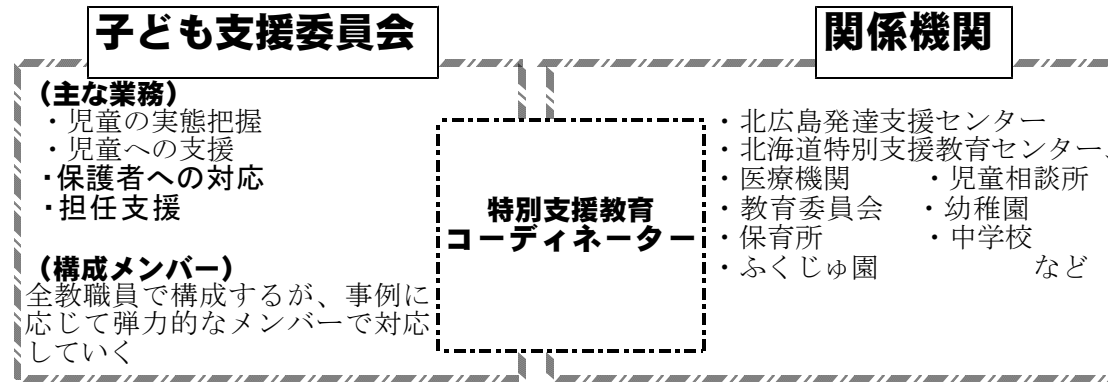 子ども支援委員会
(主な業務)
・児童の実態把握
・児童への支援
・保護者への対応
・担任支援
(構成メンバー)
全教職員で構成するが、事例に
応じて弾力的なメンバーで対応
していく
特別支援教育
コーディネーター
関係機関
・北広島発達支援センター
・北海道特別支援教育センター、
・医療機関 ・児童相談所
・教育委員会 ・幼稚園
・保育所 ・中学校
・ふくじゅ園 など